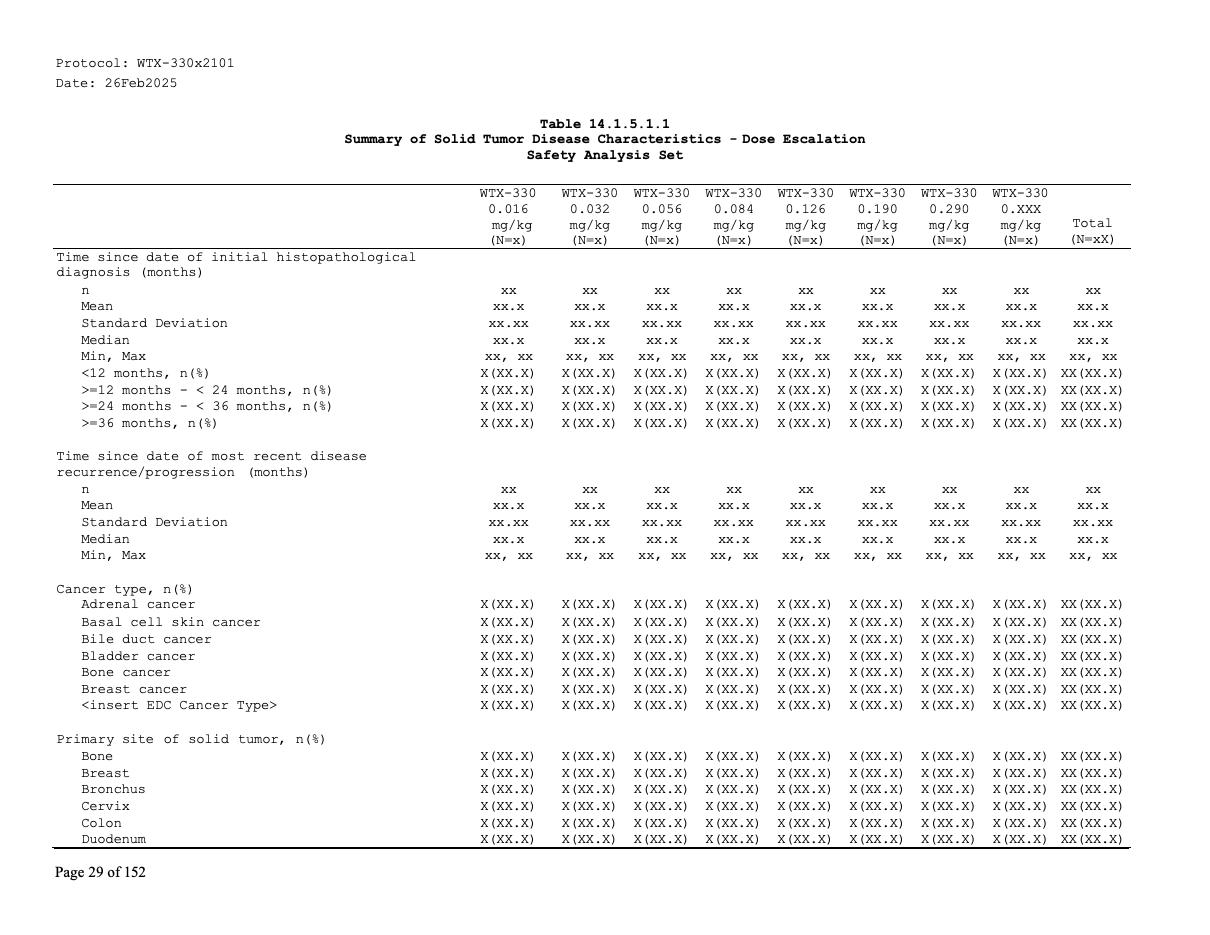 Protocol: WTX-330x2101
Date: 26Feb2025
Table 14.1.5.1.1
Summary of Solid Tumor Disease Characteristics - Dose Escalation
Safety Analysis Set
WTX-330 WTX-330 WTX-330 WTX-330 WTX-330 WTX-330 WTX-330 WTX-330
0.016 0.032 0.056 0.084 0.126 0.190 0.290 0.XXX
mg/kg mg/kg mg/kg mg/kg mg/kg mg/kg mg/kg mg/kg Total
(N=x) (N=x) (N=x) (N=x) (N=x) (N=x) (N=x) (N=x) (N=xX)
Time since date of initial histopathological
diagnosis (months)
n xx xx xx xx xx xx xx xx xx
Mean xx.x xx.x xx.x xx.x xx.x xx.x xx.x xx.x xx.x
Standard Deviation xx.xx xx.xx xx.xx xx.xx xx.xx xx.xx xx.xx xx.xx xx.xx
Median xx.x xx.x xx.x xx.x xx.x xx.x xx.x xx.x xx.x
Min, Max xx, xx xx, xx xx, xx xx, xx xx, xx xx, xx xx, xx xx, xx xx, xx
<12 months, n(%) X(XX.X) X(XX.X) X(XX.X) X(XX.X) X(XX.X) X(XX.X) X(XX.X) X(XX.X) XX(XX.X)
>=12 months - < 24 months, n(%) X(XX.X) X(XX.X) X(XX.X) X(XX.X) X(XX.X) X(XX.X) X(XX.X) X(XX.X) XX(XX.X)
>=24 months - < 36 months, n(%) X(XX.X) X(XX.X) X(XX.X) X(XX.X) X(XX.X) X(XX.X) X(XX.X) X(XX.X) XX(XX.X)
>=36 months, n(%) X(XX.X) X(XX.X) X(XX.X) X(XX.X) X(XX.X) X(XX.X) X(XX.X) X(XX.X) XX(XX.X)
Time since date of most recent disease
recurrence/progression (months)
n xx xx xx xx xx xx xx xx xx
Mean xx.x xx.x xx.x xx.x xx.x xx.x xx.x xx.x xx.x
Standard Deviation xx.xx xx.xx xx.xx xx.xx xx.xx xx.xx xx.xx xx.xx xx.xx
Median xx.x xx.x xx.x xx.x xx.x xx.x xx.x xx.x xx.x
Min, Max xx, xx xx, xx xx, xx xx, xx xx, xx xx, xx xx, xx xx, xx xx, xx
Cancer type, n(%)
Adrenal cancer X(XX.X) X(XX.X) X(XX.X) X(XX.X) X(XX.X) X(XX.X) X(XX.X) X(XX.X) XX(XX.X)
Basal cell skin cancer X(XX.X) X(XX.X) X(XX.X) X(XX.X) X(XX.X) X(XX.X) X(XX.X) X(XX.X) XX(XX.X)
Bile duct cancer X(XX.X) X(XX.X) X(XX.X) X(XX.X) X(XX.X) X(XX.X) X(XX.X) X(XX.X) XX(XX.X)
Bladder cancer X(XX.X) X(XX.X) X(XX.X) X(XX.X) X(XX.X) X(XX.X) X(XX.X) X(XX.X) XX(XX.X)
Bone cancer X(XX.X) X(XX.X) X(XX.X) X(XX.X) X(XX.X) X(XX.X) X(XX.X) X(XX.X) XX(XX.X)
Breast cancer X(XX.X) X(XX.X) X(XX.X) X(XX.X) X(XX.X) X(XX.X) X(XX.X) X(XX.X) XX(XX.X)
<insert EDC Cancer Type> X(XX.X) X(XX.X) X(XX.X) X(XX.X) X(XX.X) X(XX.X) X(XX.X) X(XX.X) XX(XX.X)
Primary site of solid tumor, n(%)
Bone X(XX.X) X(XX.X) X(XX.X) X(XX.X) X(XX.X) X(XX.X) X(XX.X) X(XX.X) XX(XX.X)
Breast X(XX.X) X(XX.X) X(XX.X) X(XX.X) X(XX.X) X(XX.X) X(XX.X) X(XX.X) XX(XX.X)
Bronchus X(XX.X) X(XX.X) X(XX.X) X(XX.X) X(XX.X) X(XX.X) X(XX.X) X(XX.X) XX(XX.X)
Cervix X(XX.X) X(XX.X) X(XX.X) X(XX.X) X(XX.X) X(XX.X) X(XX.X) X(XX.X) XX(XX.X)
Colon X(XX.X) X(XX.X) X(XX.X) X(XX.X) X(XX.X) X(XX.X) X(XX.X) X(XX.X) XX(XX.X)
Duodenum X(XX.X) X(XX.X) X(XX.X) X(XX.X) X(XX.X) X(XX.X) X(XX.X) X(XX.X) XX(XX.X)
Page 29 of 152